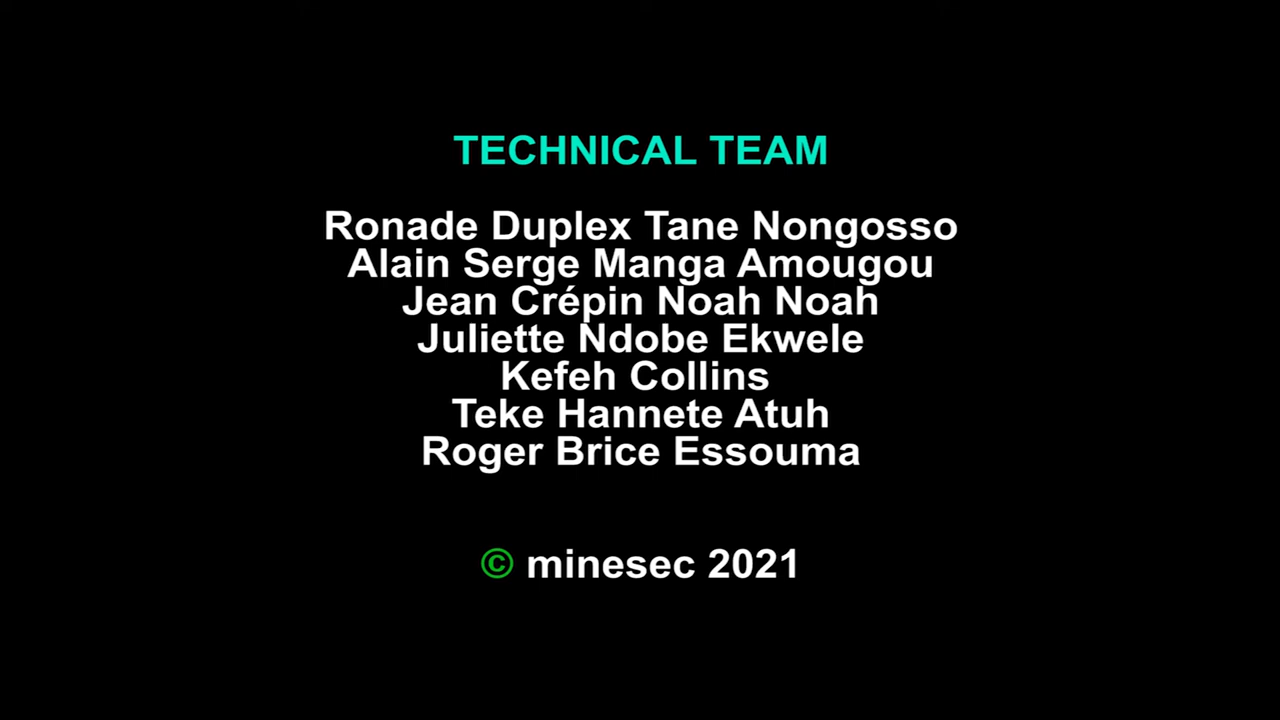 TECHNICAL TEAM
Ronade Duplex Tane Nongosso
Alain Serge Manga Amougou
Jean Crépin Noah Noah
Juliette Ndobe Ekwele
Kefeh Collins
Teke Hannete Atuh
Roger Brice Essouma
© minesec 2021